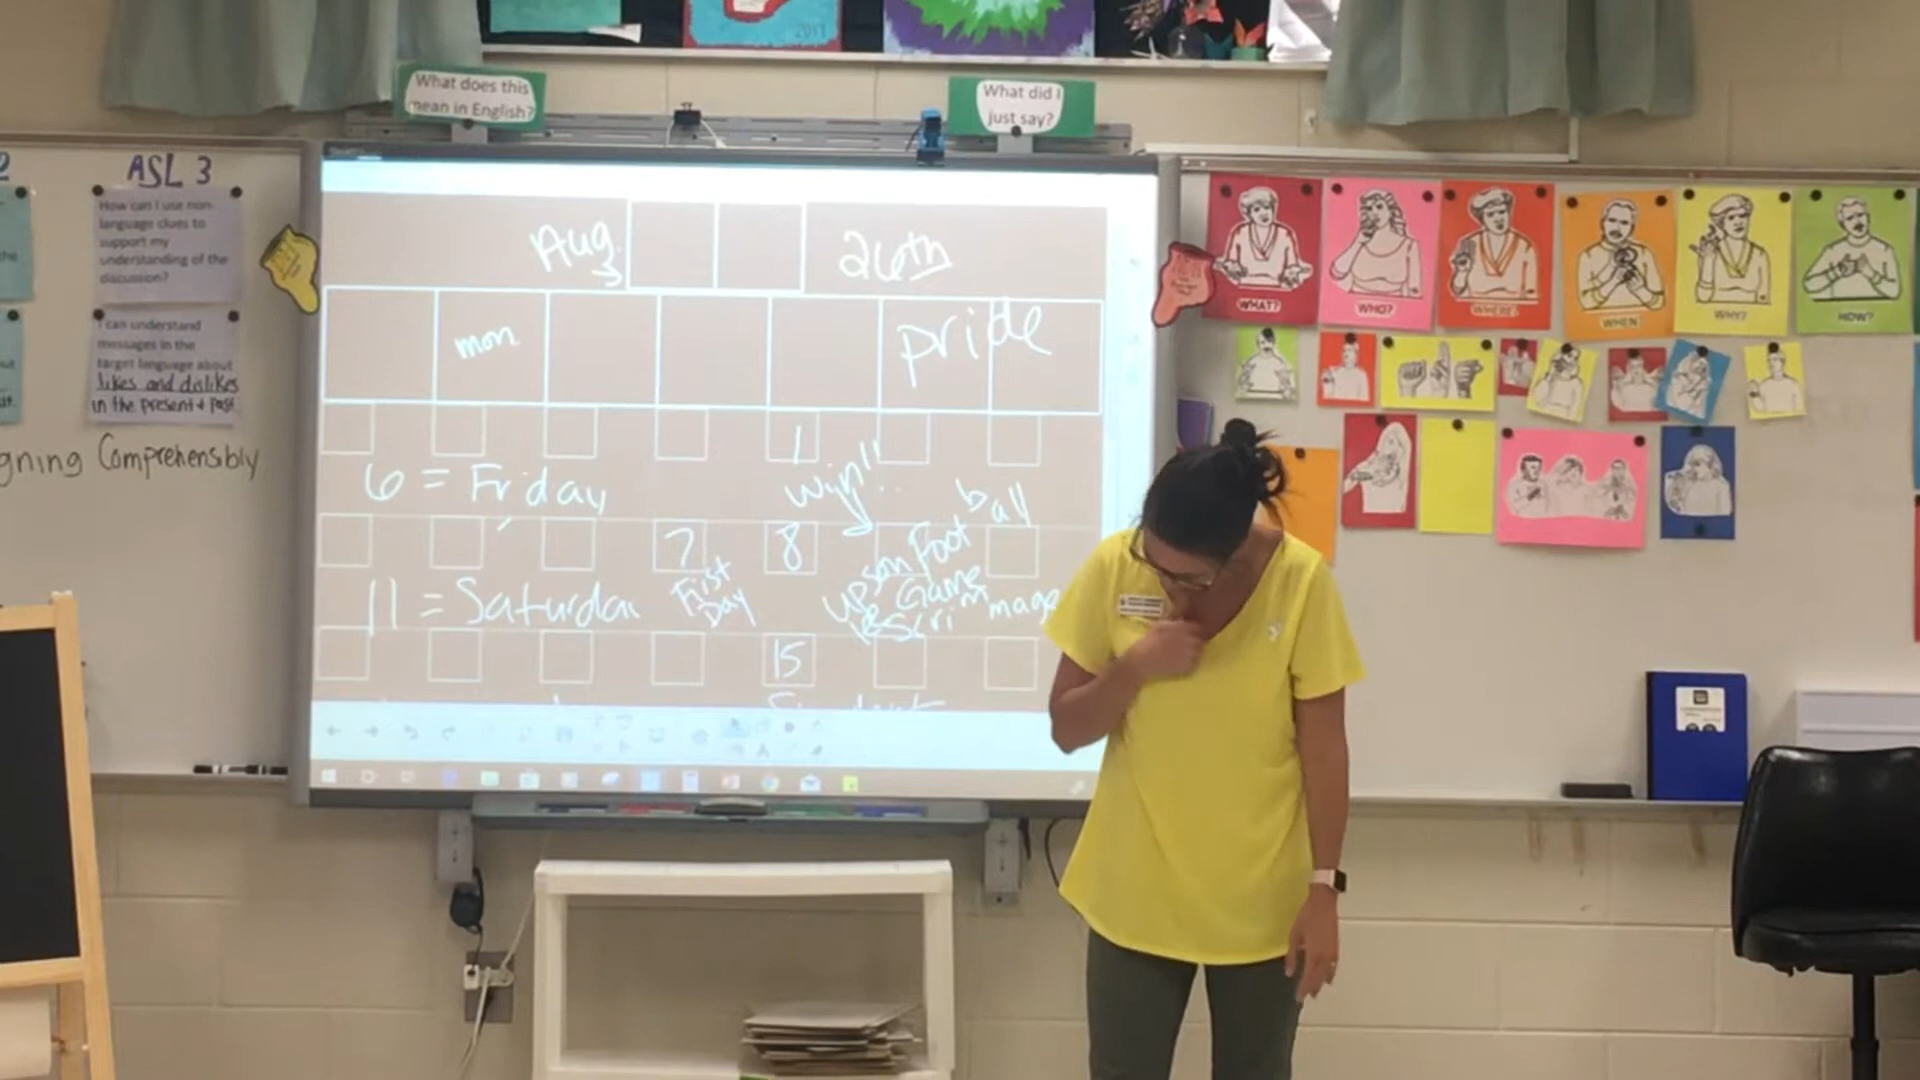 What does this
mean in English?
What did I
just say?
ASL 3
How can I use non-
language clues to
support my
understanding of the
discussion?
I can understand
messages in the
target language about
likes and dislikes
in the present + past.
gning Comprehensibly
Aug.
26th
mon
pride
1
win!!
6 = Friday
7
First
Day
8
Foot
ball
Game
11 = Saturda
15
WHAT?
WHO?
WHERE?
WHEN
WHY?
HOW?
2017